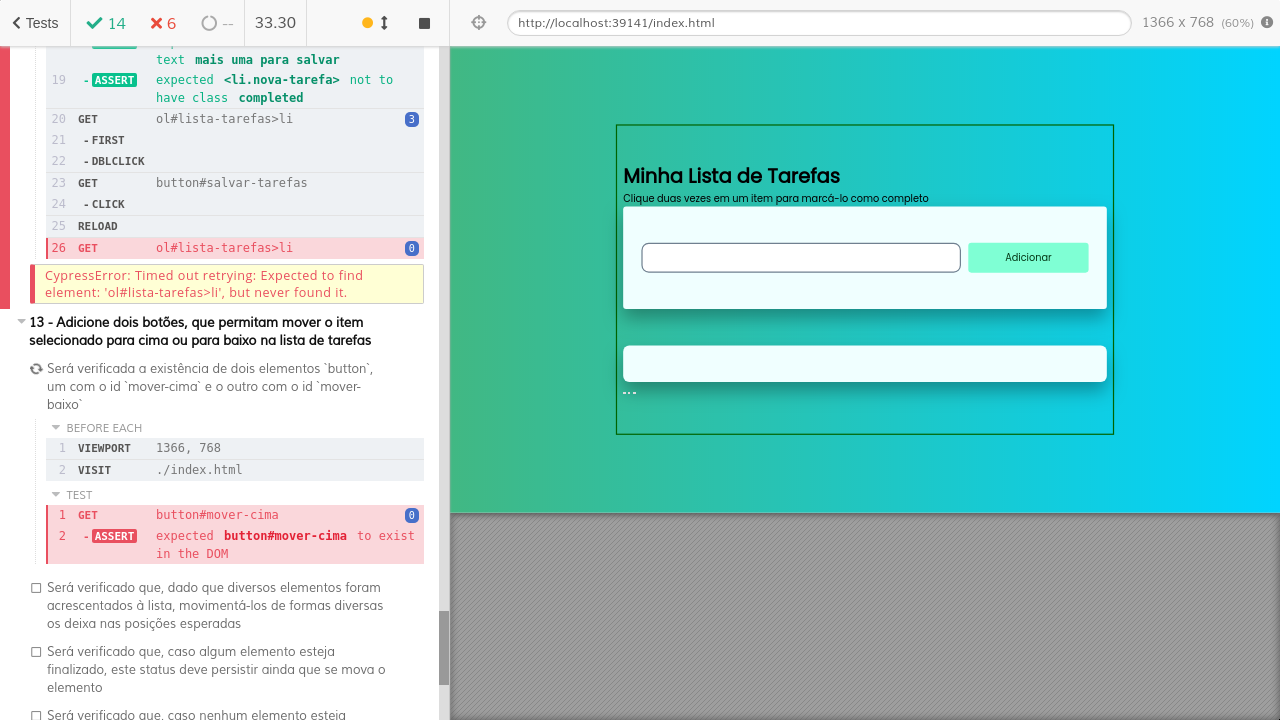 Tests
14
6
--
33.30
http://localhost:39141/index.html
1366 x 768 (60%)
text mais uma para salvar
19 - ASSERT expected <li.nova-tarefa> not to
have class completed
20 GET ol#lista-tarefas>li 3
21 - FIRST
22 - DBLCLICK
23 GET button#salvar-tarefas
24 - CLICK
25 RELOAD
26 GET ol#lista-tarefas>li 0
CypressError: Timed out retrying: Expected to find
element: 'ol#lista-tarefas>li', but never found it.
13 - Adicione dois botões, que permitam mover o item
selecionado para cima ou para baixo na lista de tarefas
Será verificada a existência de dois elementos `button`,
um com o id `mover-cima` e o outro com o id `mover-
baixo`
BEFORE EACH
1 VIEWPORT 1366, 768
2 VISIT ./index.html
TEST
1 GET button#mover-cima 0
2 - ASSERT expected button#mover-cima to exist
in the DOM
Será verificado que, dado que diversos elementos foram
acrescentados à lista, movimentá-los de formas diversas
os deixa nas posições esperadas
Será verificado que, caso algum elemento esteja
finalizado, este status deve persistir ainda que se mova o
elemento
Será verificado que, caso nenhum elemento esteja
Minha Lista de Tarefas
Clique duas vezes em um item para marcá-lo como completo
Adicionar